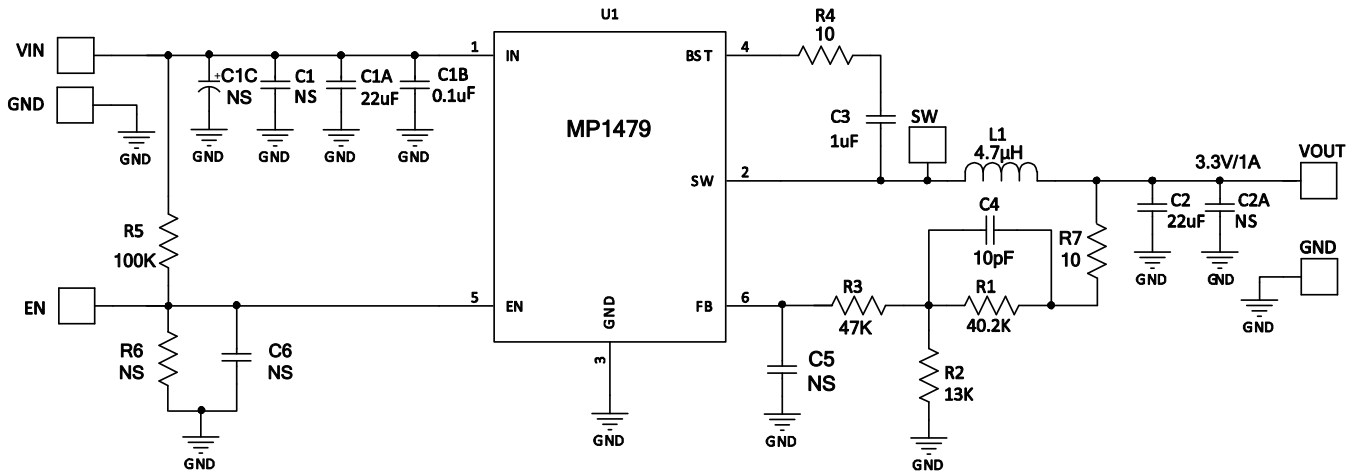 U1
VIN
1
IN
GND
C1C
NS
C1
NS
C1A
22uF
C1B
0.1uF
GND
GND
GND
GND
GND
MP1479
BST
4
R4
10
C3
1uF
SW
L1
4.7µH
SW
2
3.3V/1A
VOUT
C2
22uF
C2A
NS
GND
GND
GND
GND
R5
100K
EN
5
EN
R6
NS
C6
NS
GND
GND
3
GND
FB
6
R3
47K
C4
10pF
R1
40.2K
R7
10
C5
NS
GND
R2
13K
GND